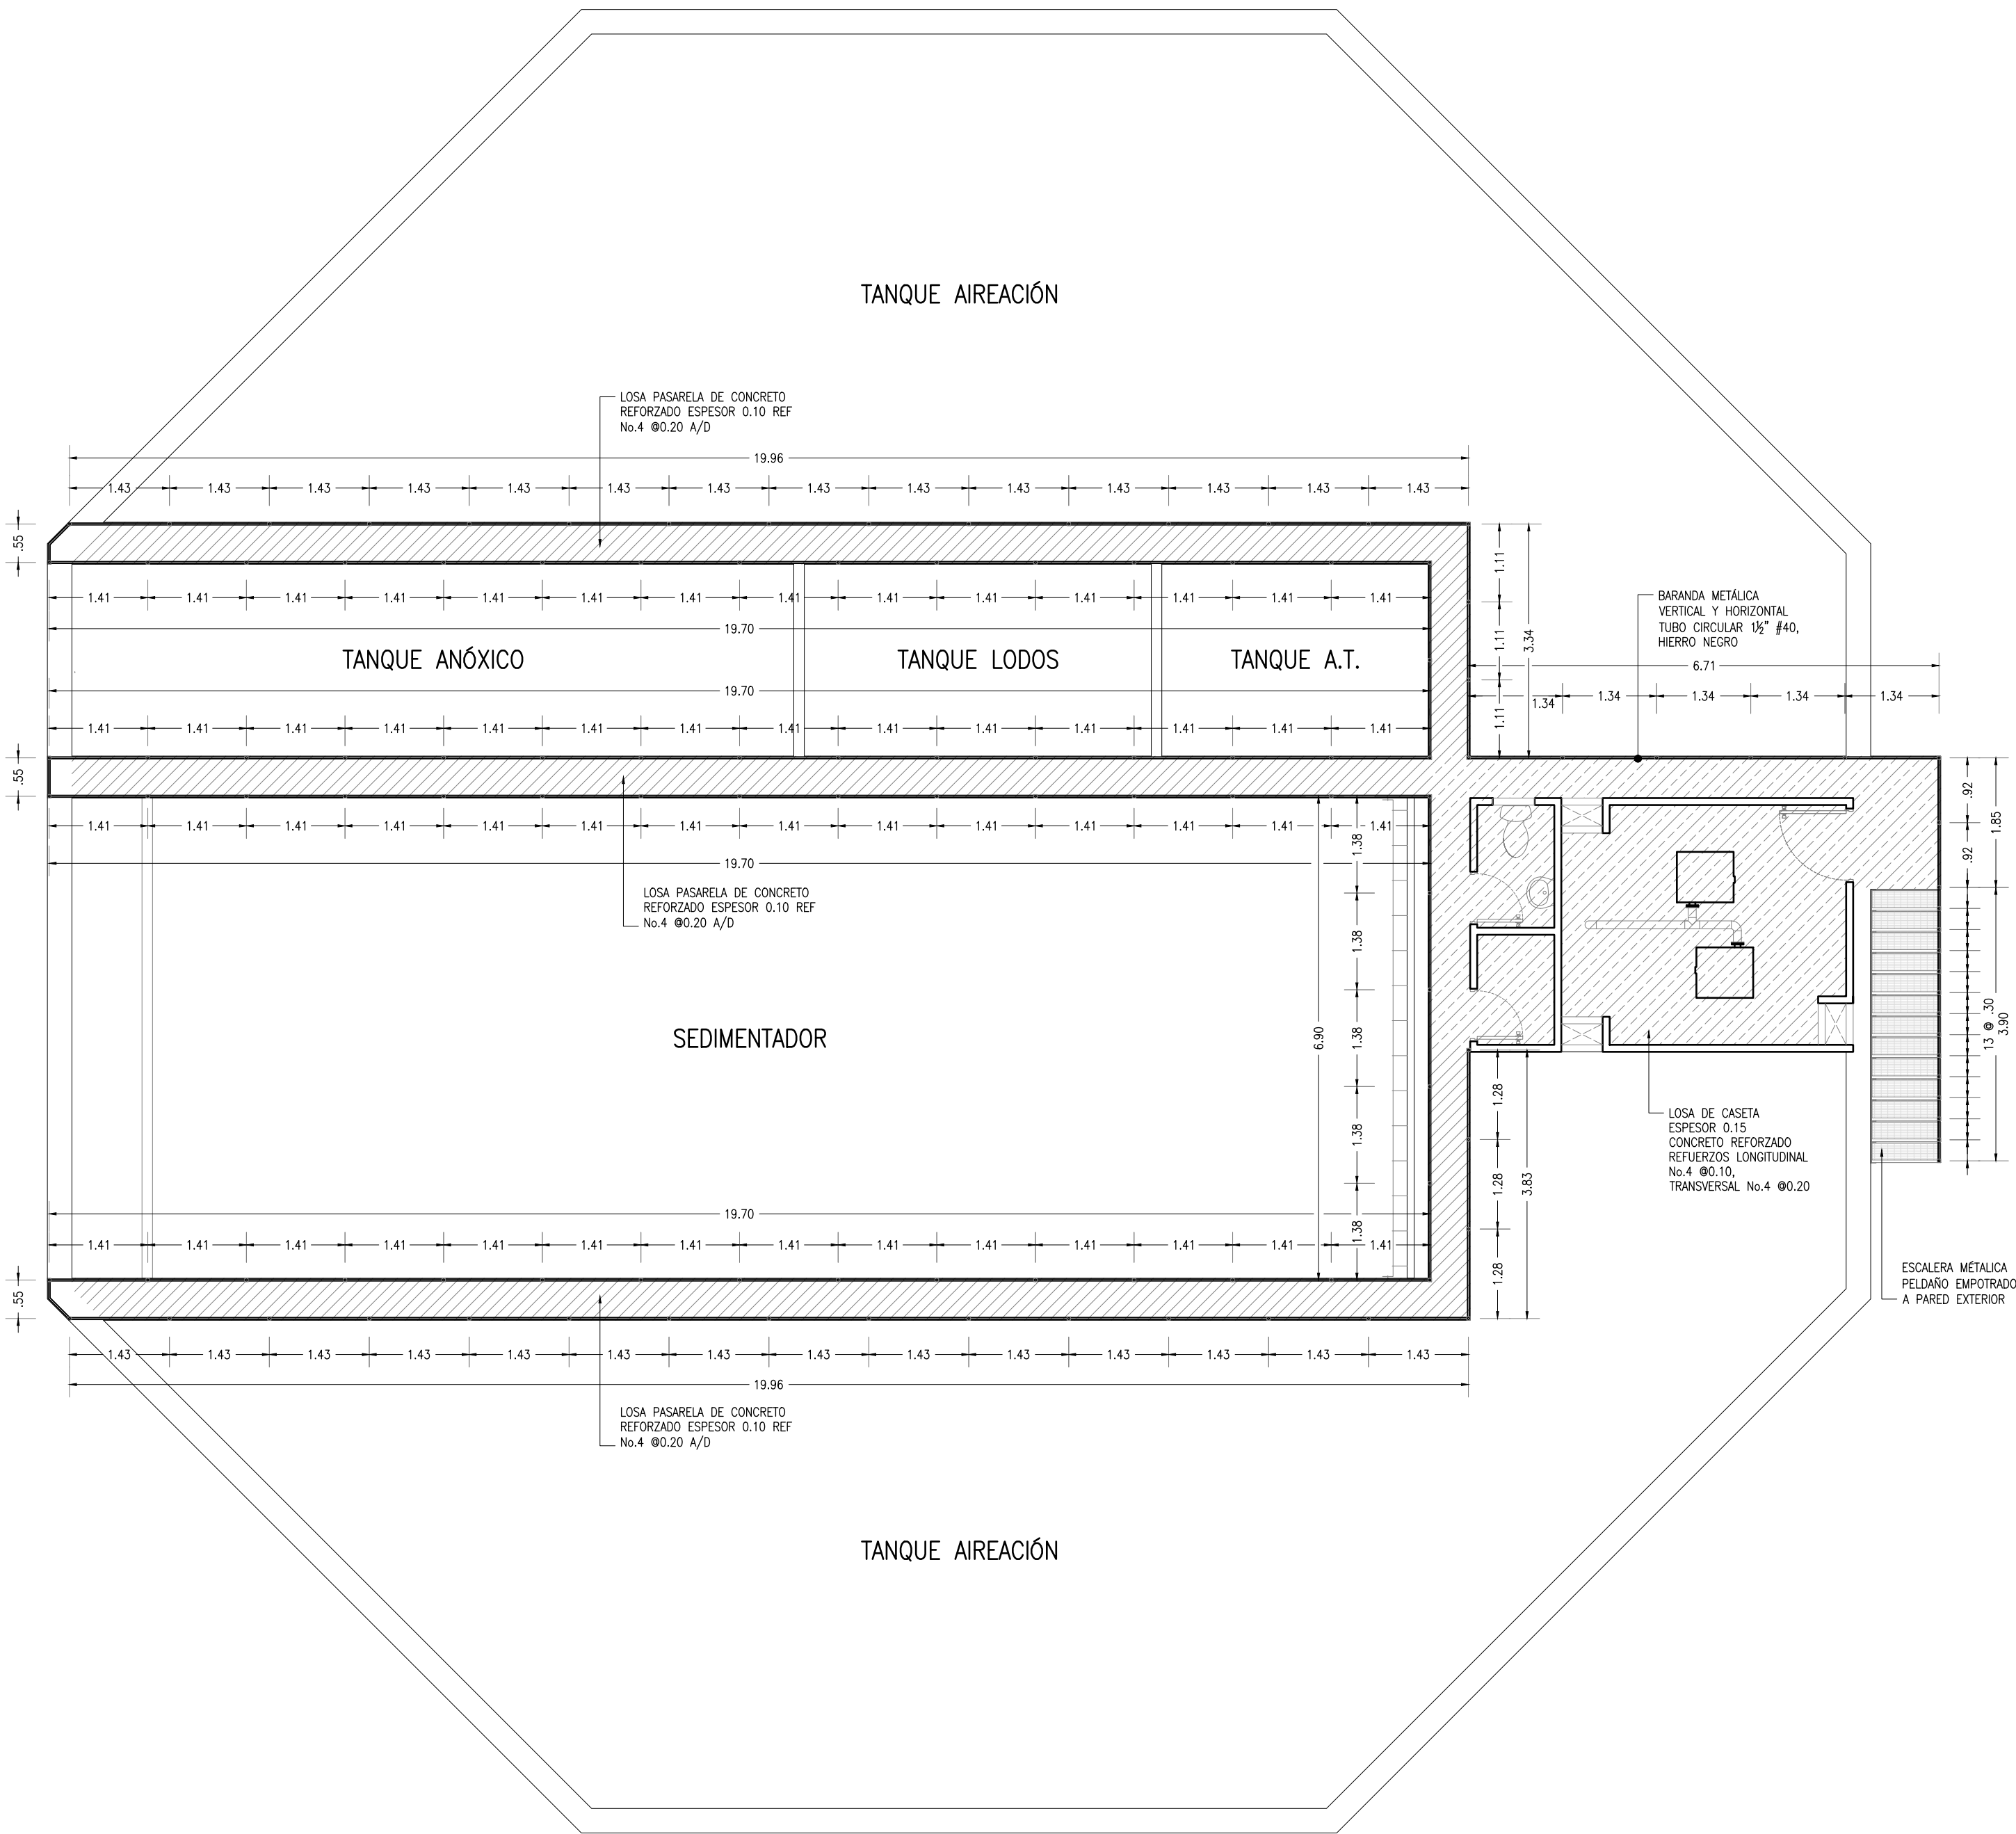 TANQUE AIREACIÓN
LOSA PASARELA DE CONCRETO
REFORZADO ESPESOR 0.10 REF
No.4 @0.20 A/D
19.96
1.43 1.43 1.43 1.43 1.43 1.43 1.43 1.43 1.43 1.43 1.43 1.43 1.43 1.43
.55
1.11
1.11
1.11
3.34
BARANDA METÁLICA
VERTICAL Y HORIZONTAL
TUBO CIRCULAR 1½" #40,
HIERRO NEGRO
6.71
1.34 1.34 1.34 1.34 1.34
1.41 1.41 1.41 1.41 1.41 1.41 1.41 1.41 1.41 1.41 1.41 1.41 1.41 1.41
19.70
TANQUE ANÓXICO TANQUE LODOS TANQUE A.T.
19.70
1.41 1.41 1.41 1.41 1.41 1.41 1.41 1.41 1.41 1.41 1.41 1.41 1.41 1.41
.55
.92
.92
1.85
1.41 1.41 1.41 1.41 1.41 1.41 1.41 1.41 1.41 1.41 1.41 1.41 1.41 1.41
19.70
LOSA PASARELA DE CONCRETO
REFORZADO ESPESOR 0.10 REF
No.4 @0.20 A/D
1.38
1.38
1.38
1.38
1.38
6.90
SEDIMENTADOR
13 @ .30
3.90
1.28
1.28
1.28
3.83
LOSA DE CASETA
ESPESOR 0.15
CONCRETO REFORZADO
REFUERZOS LONGITUDINAL
No.4 @0.10,
TRANSVERSAL No.4 @0.20
19.70
1.41 1.41 1.41 1.41 1.41 1.41 1.41 1.41 1.41 1.41 1.41 1.41 1.41 1.41
.55
ESCALERA MÉTALICA
PELDAÑO EMPOTRADO
A PARED EXTERIOR
1.43 1.43 1.43 1.43 1.43 1.43 1.43 1.43 1.43 1.43 1.43 1.43 1.43 1.43
19.96
LOSA PASARELA DE CONCRETO
REFORZADO ESPESOR 0.10 REF
No.4 @0.20 A/D
TANQUE AIREACIÓN